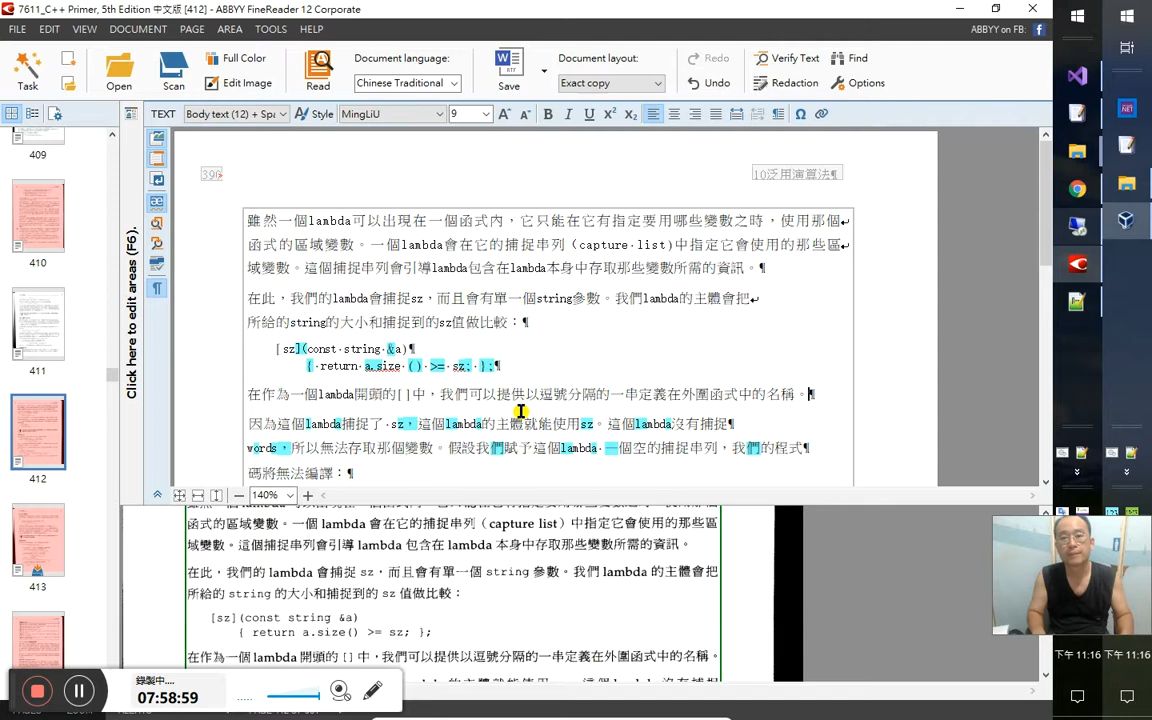 7611_C++ Primer, 5th Edition 中文版 [412] - ABBYY FineReader 12 Corporate
FILE EDIT VIEW DOCUMENT PAGE AREA TOOLS HELP
ABBYY on FB:
Task
Open
Scan
Full Color
Edit Image
Read
Document language:
Chinese Traditional
Save
Document layout:
Exact copy
Redo
Undo
Verify Text
Redaction
Find
Options
TEXT
Body text (12) + Spa
Style
MingLiU
9
409
410
411
412
413
Click here to edit areas (F6).
390
10泛用演算法¶
雖然一個lambda可以出現在一個函式內，它只能在它有指定要用哪些變數之時，使用那個↵
函式的區域變數。一個lambda會在它的捕捉串列（capture·list)中指定它會使用的那些區↵
域變數。這個捕捉串列會引導lambda包含在lambda本身中存取那些變數所需的資訊。¶
在此，我們的lambda會捕捉sz，而且會有單一個string參數。我們lambda的主體會把↵
所給的string的大小和捕捉到的sz值做比較：¶
[sz](const·string·&a)¶
{·return·a.size·()·>=·sz;·};¶
在作為一個lambda開頭的[]中，我們可以提供以逗號分隔的一串定義在外圍函式中的名稱。¶
因為這個lambda捕捉了·sz，這個lambda的主體就能使用sz。這個lambda沒有捕捉¶
words，所以無法存取那個變數。假設我們賦予這個lambda·一個空的捕捉串列，我們的程式¶
碼將無法編譯：¶
140%
函式的區域變數。一個 lambda 會在它的捕捉串列（capture list）中指定它會使用的那些區
域變數。這個捕捉串列會引導 lambda 包含在 lambda 本身中存取那些變數所需的資訊。
在此，我們的 lambda 會捕捉 sz，而且會有單一個 string 參數。我們 lambda 的主體會把
所給的 string 的大小和捕捉到的 sz 值做比較：
[sz](const string &a)
{ return a.size() >= sz; };
在作為一個 lambda 開頭的 [] 中，我們可以提供以逗號分隔的一串定義在外圍函式中的名稱。
錄製中....
07:58:59
下午 11:16
下午 11:16